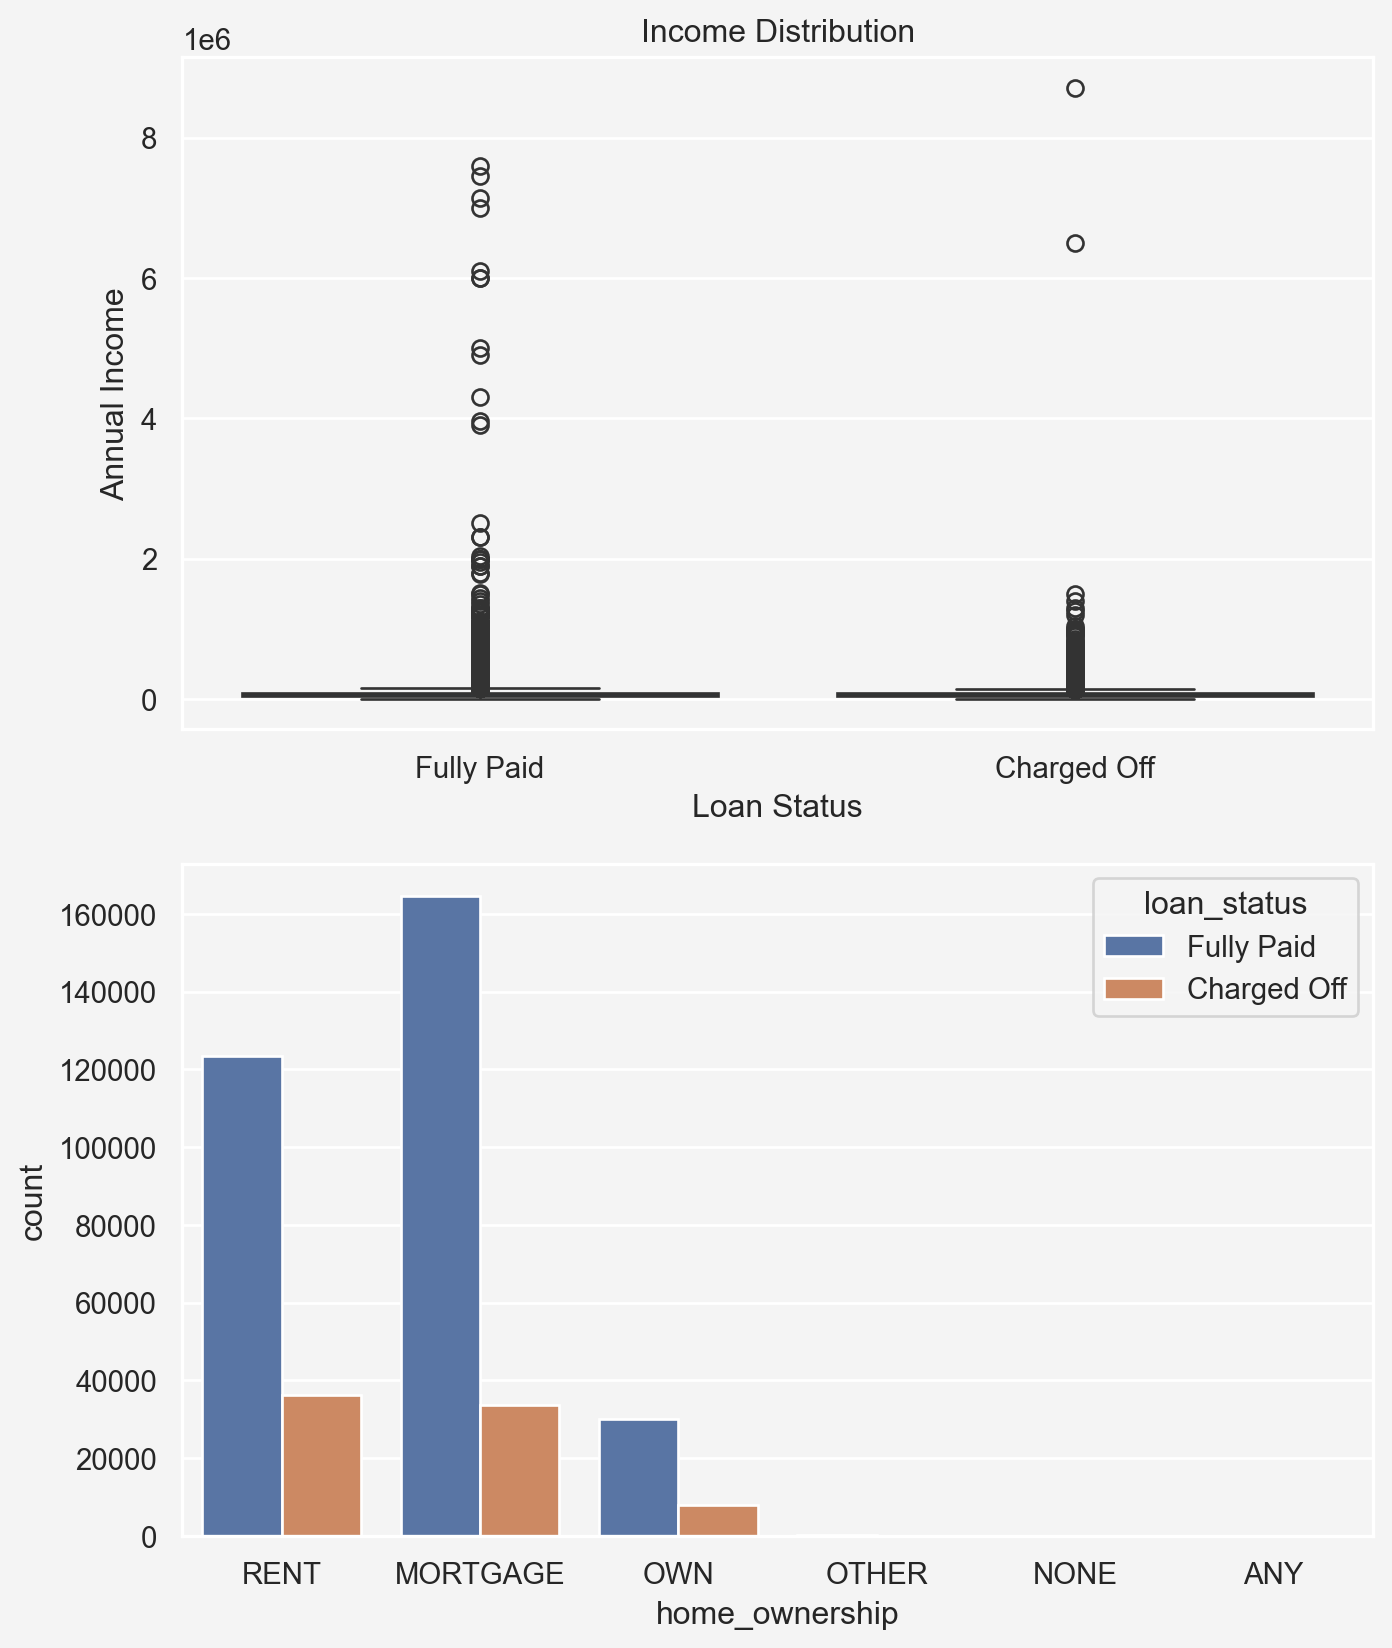 Income Distribution
1e6
8
6
4
2
0
Annual Income
Fully Paid
Charged Off
Loan Status
160000
140000
120000
100000
80000
60000
40000
20000
0
count
loan_status
Fully Paid
Charged Off
RENT
MORTGAGE
OWN
OTHER
NONE
ANY
home_ownership